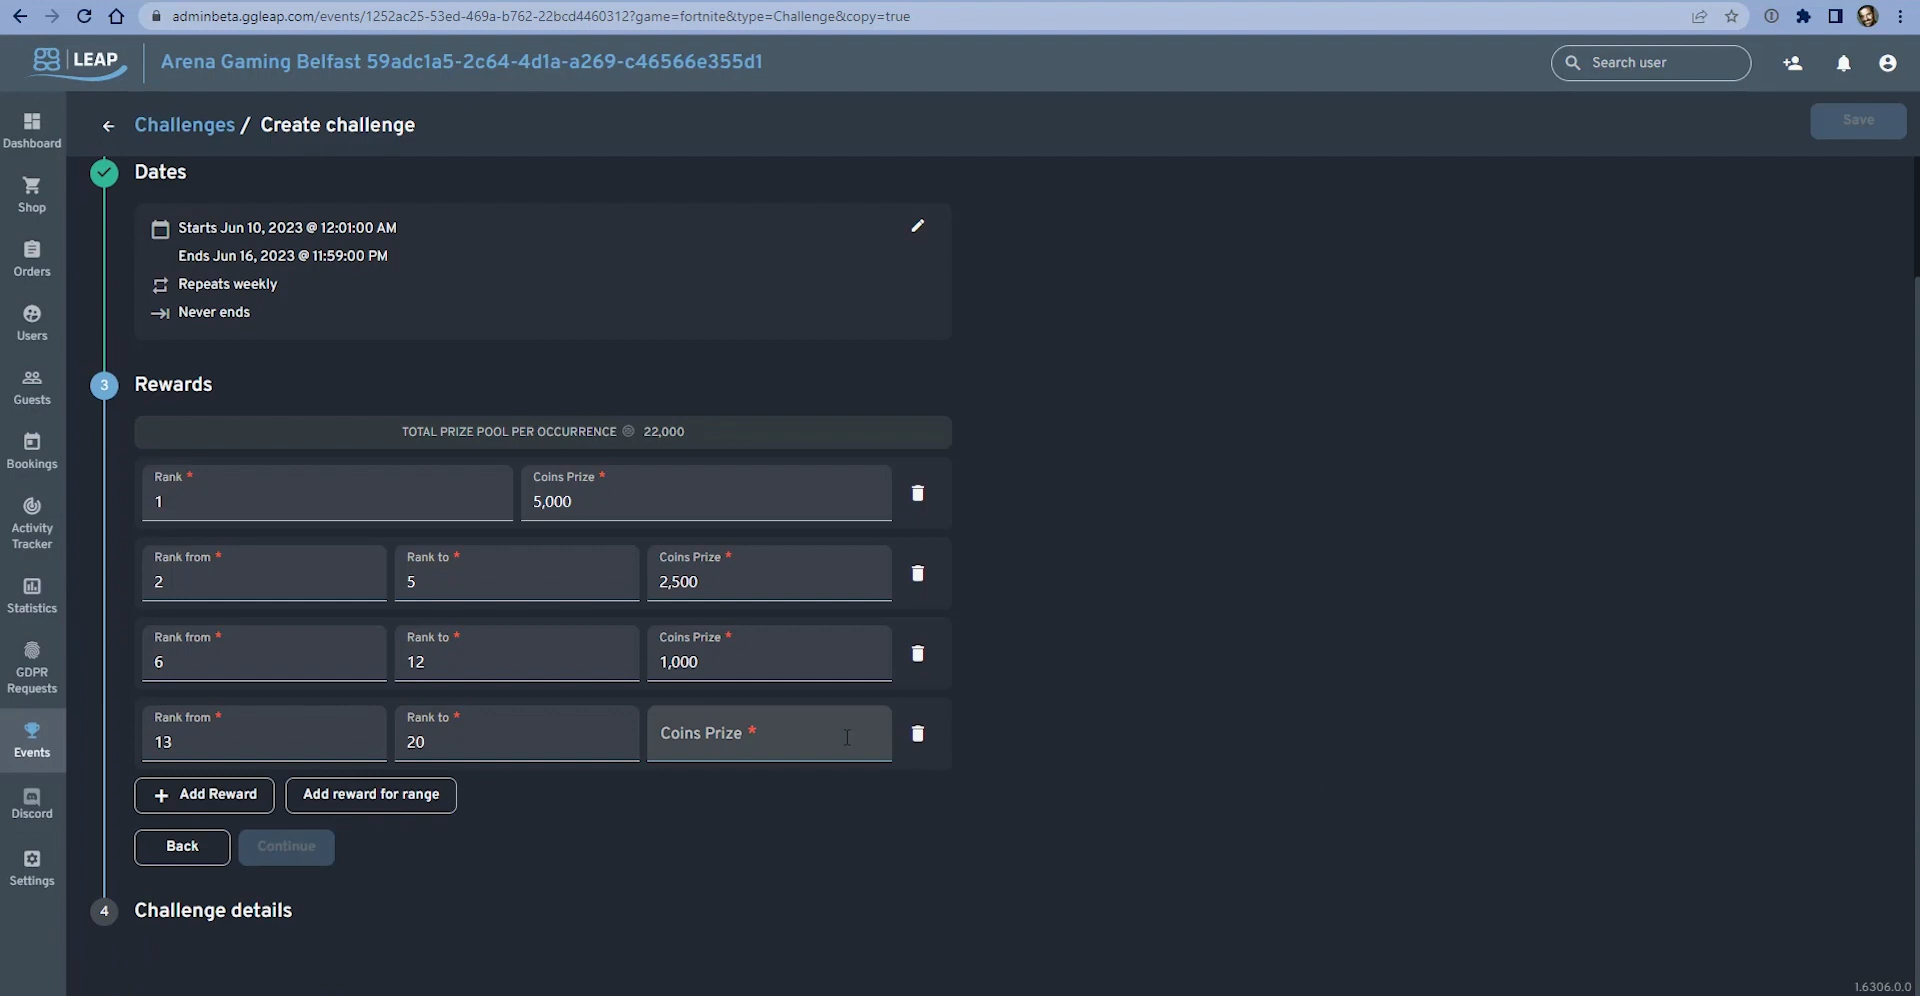 adminbeta.ggleap.com/events/1252ac25-53ed-469a-b762-22bcd4460312?game=fortnite&type=Challenge&copy=true
LEAP
Arena Gaming Belfast 59adc1a5-2c64-4d1a-a269-c46566e355d1
Search user
Dashboard
Shop
Orders
Users
Guests
Bookings
Activity
Tracker
Statistics
GDPR
Requests
Events
Discord
Settings
Challenges / Create challenge
Save
Dates
Starts Jun 10, 2023 @ 12:01:00 AM
Ends Jun 16, 2023 @ 11:59:00 PM
Repeats weekly
Never ends
3 Rewards
TOTAL PRIZE POOL PER OCCURRENCE 22,000
Rank * Coins Prize *
1 5,000
Rank from * Rank to * Coins Prize *
2 5 2,500
Rank from * Rank to * Coins Prize *
6 12 1,000
Rank from * Rank to * Coins Prize *
13 20
+ Add Reward Add reward for range
Back Continue
4 Challenge details
1.6306.0.0